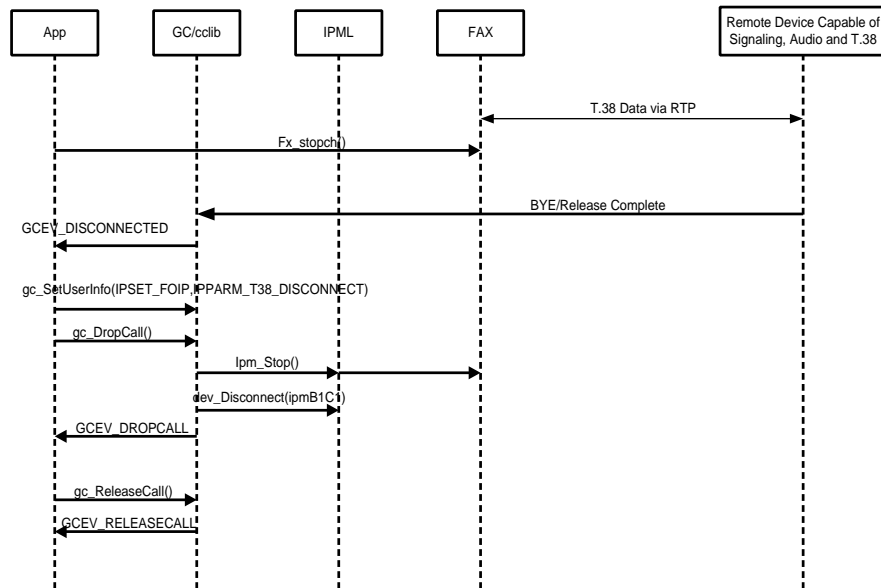 App
GC/cclib
IPML
FAX
Remote Device Capable of
Signaling, Audio and T.38
T.38 Data via RTP
Fx_stopch()
BYE/Release Complete
GCEV_DISCONNECTED
gc_SetUserInfo(IPSET_FOIP,IPPARM_T38_DISCONNECT)
gc_DropCall()
Ipm_Stop()
dev_Disconnect(ipmB1C1)
GCEV_DROPCALL
gc_ReleaseCall()
GCEV_RELEASECALL